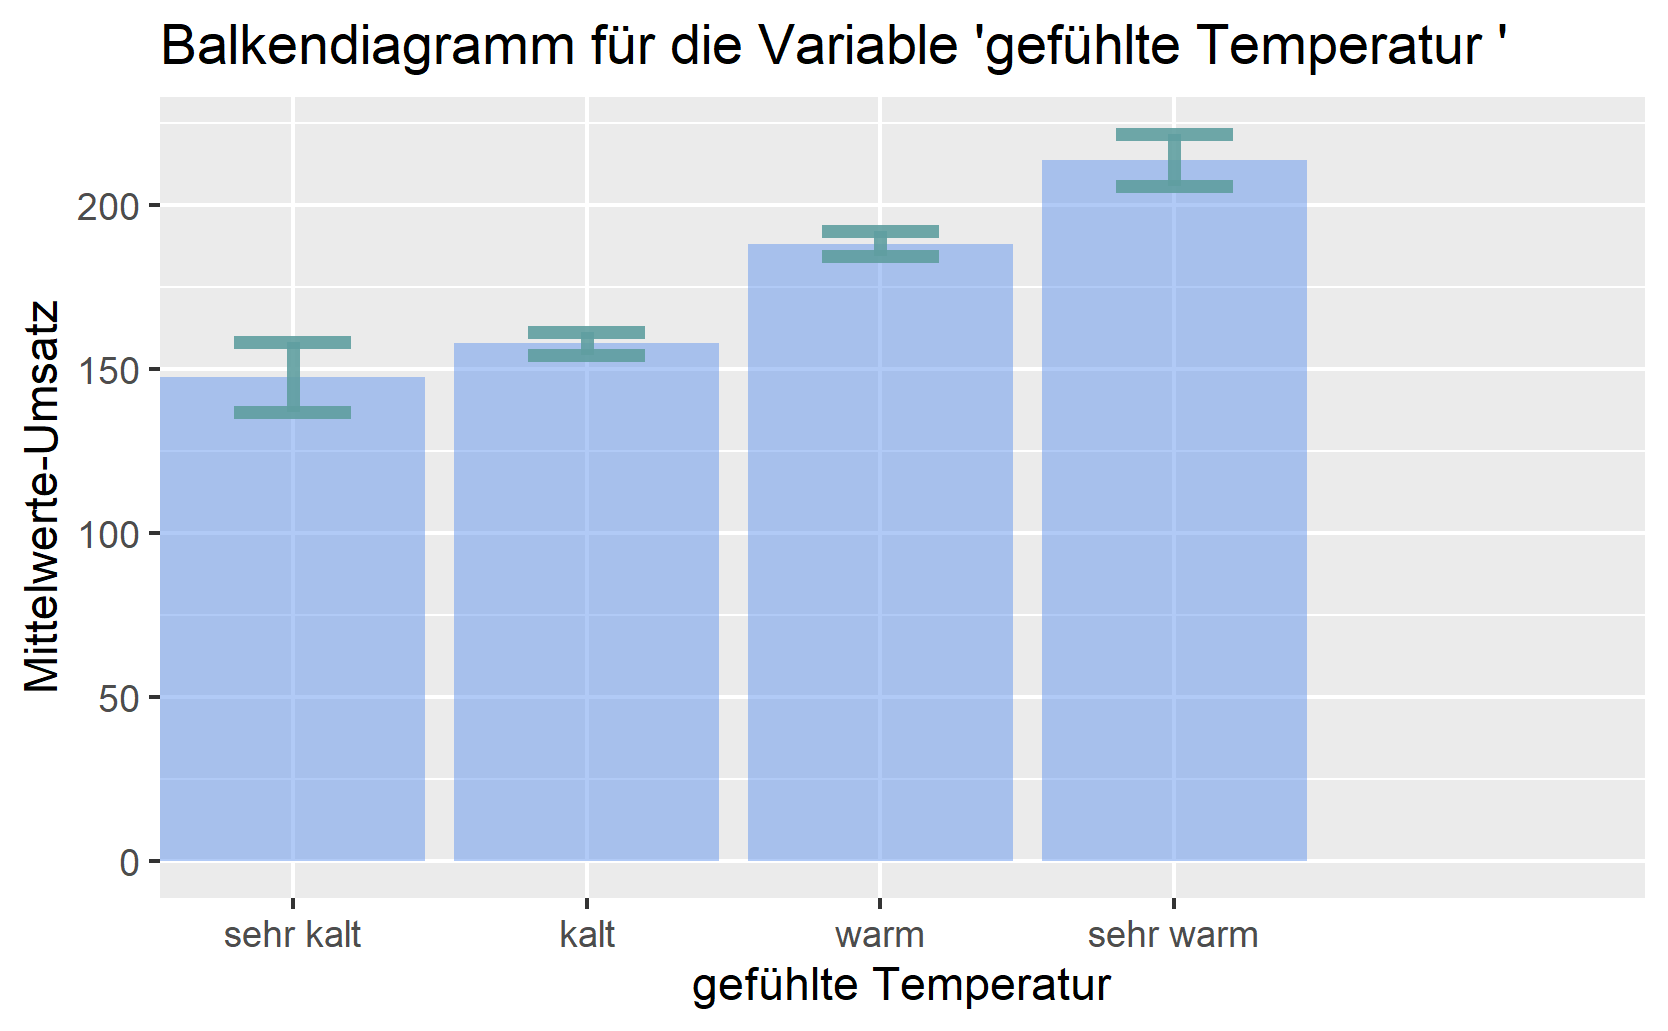 Balkendiagramm für die Variable 'gefühlte Temperatur '
Mittelwerte-Umsatz
200
150
100
50
0
sehr kalt kalt warm sehr warm
gefühlte Temperatur